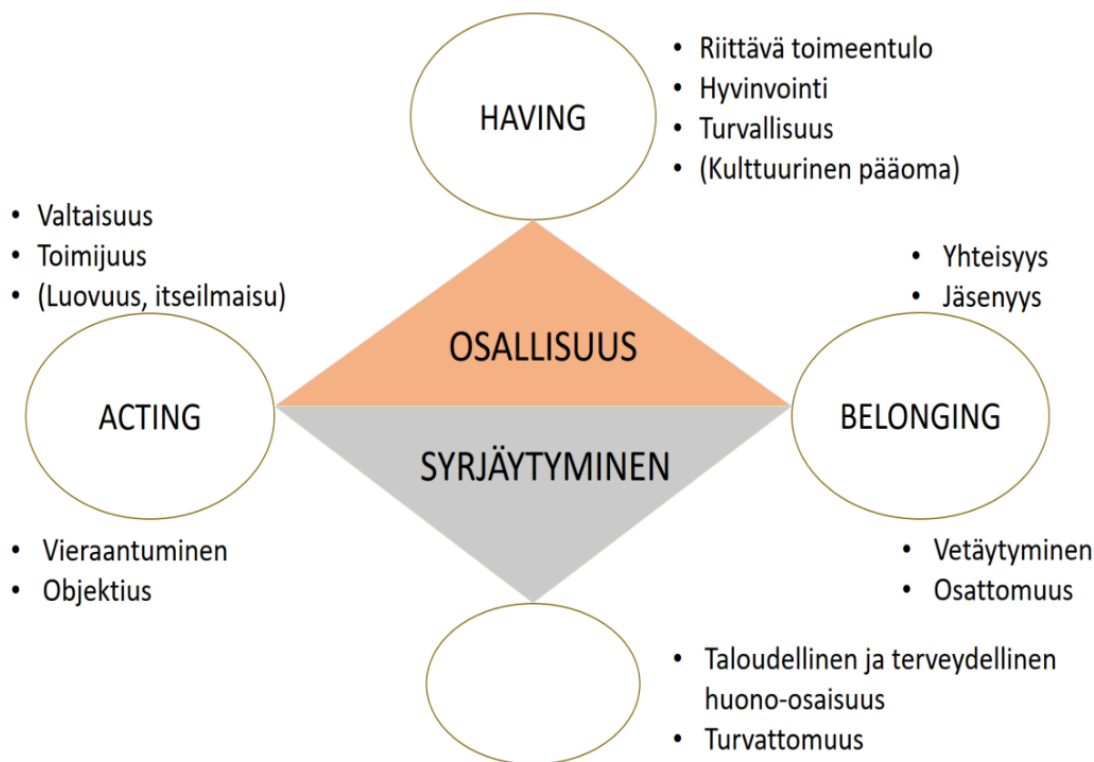 HAVING
• Riittävä toimeentulo
• Hyvinvointi
• Turvallisuus
• (Kulttuurinen pääoma)
• Valtaisuus
• Toimijuus
• (Luovuus, itseilmaisu)
• Yhteisyys
• Jäsenyys
OSALLISUUS
ACTING
BELONGING
SYRJÄYTYMINEN
• Vieraantuminen
• Objektius
• Vetäytyminen
• Osattomuus
• Taloudellinen ja terveydellinen
huono-osaisuus
• Turvattomuus